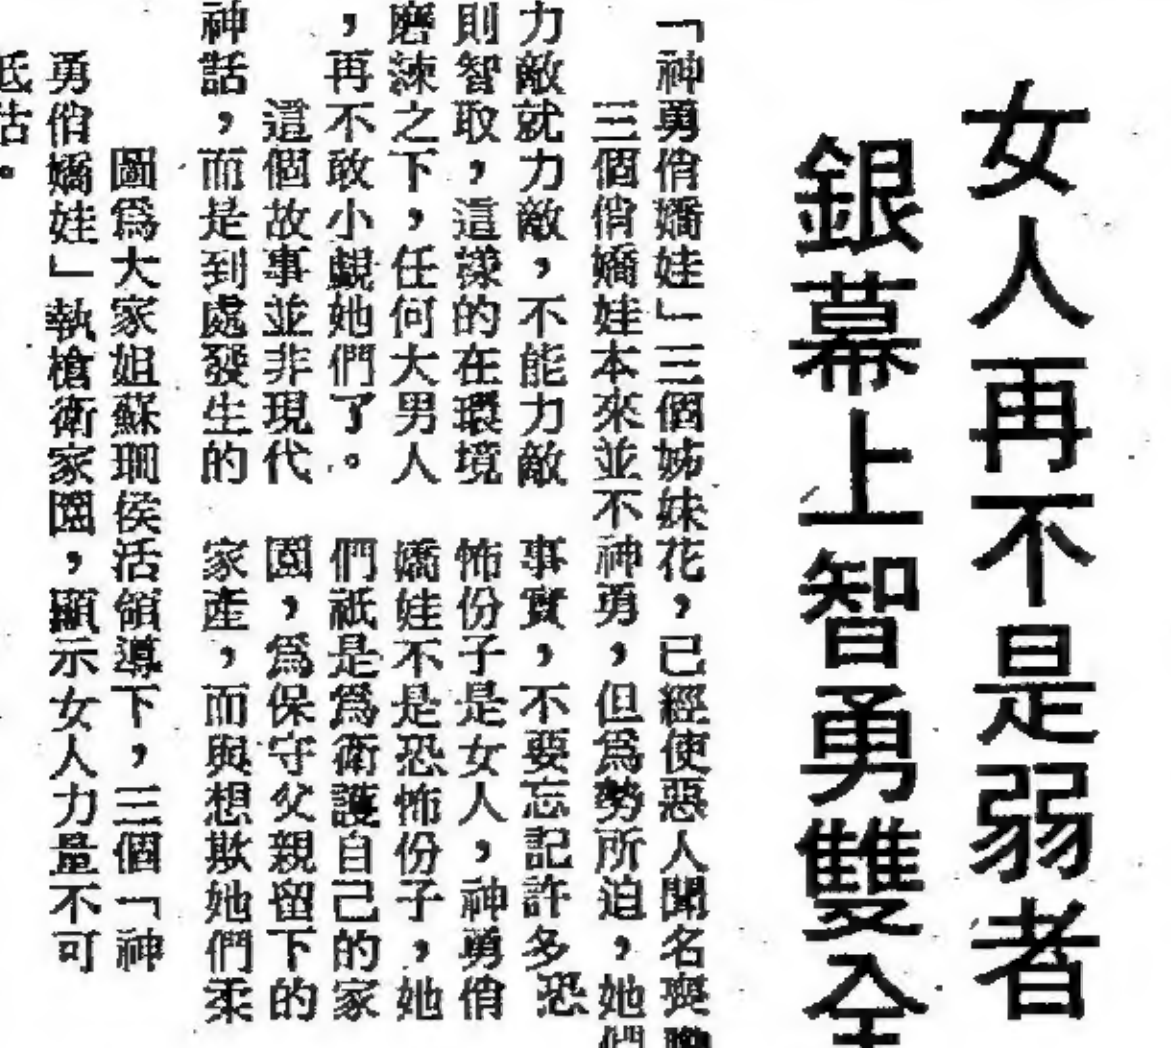 女人再不是弱者
銀幕上智勇雙全
「神勇俏嬌娃」三個姊妹花，已經使惡人聞名喪
三個俏嬌娃本來並不神勇，但爲勢所迫，她們
力敵就力敵，不能力敵
則智取，這樣的在環境
磨湅之下，任何大男人
，再不敢小覷她們了。
這個故事並非現代
神話，而是到處發生的
事實，不要忘記許多恐
怖份子是女人，神勇俏
嬌娃不是恐怖份子，她
們祇是爲衛護自己的家
園，爲保守父親留下的
家產，而與想欺她們柔
圖爲大家姐蘇珊侯活領導下，三個「神
勇俏嬌娃」執槍衛家園，顯示女人力量不可
低估。